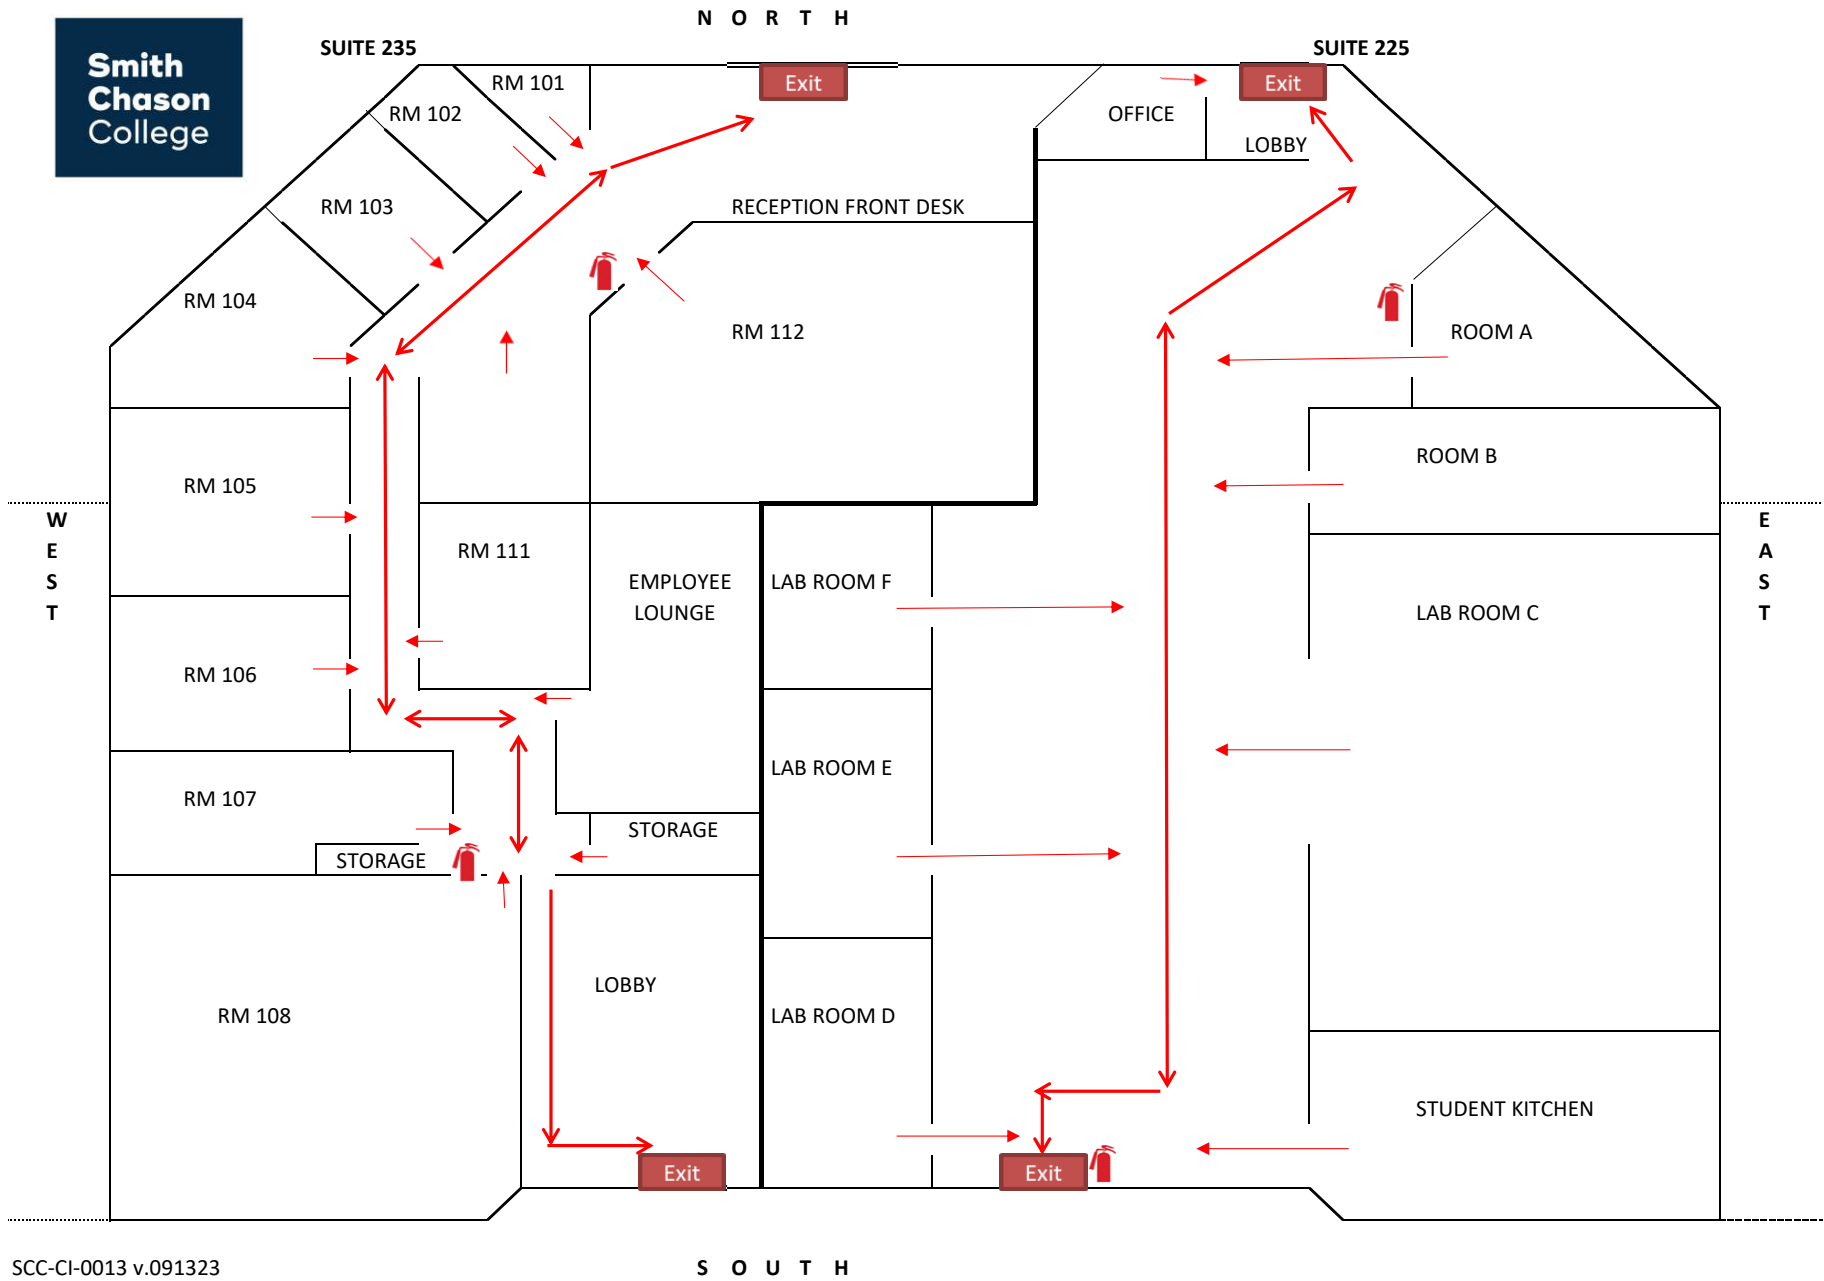 N O R T H
Smith
Chason
College
SUITE 235
SUITE 225
RM 101
Exit
Exit
RM 102
OFFICE
LOBBY
RM 103
RECEPTION FRONT DESK
RM 104
RM 112
ROOM A
ROOM B
RM 105
W
E
S
T
E
A
S
T
RM 111
EMPLOYEE
LOUNGE
LAB ROOM F
LAB ROOM C
RM 106
LAB ROOM E
RM 107
STORAGE
STORAGE
LOBBY
RM 108
LAB ROOM D
STUDENT KITCHEN
Exit
Exit
SCC-CI-0013 v.091323
S O U T H